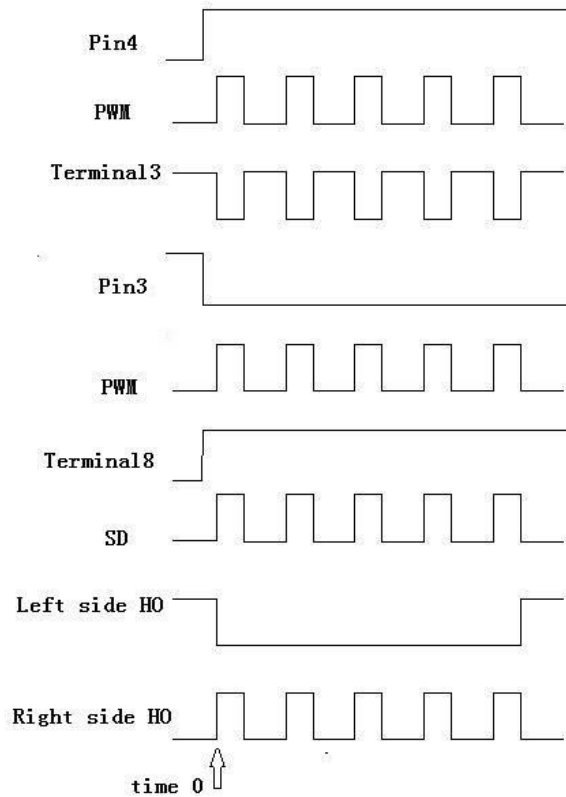 Pin4
PWM
Terminal3
Pin3
PWM
Terminal8
SD
Left side HO
Right side HO
time 0